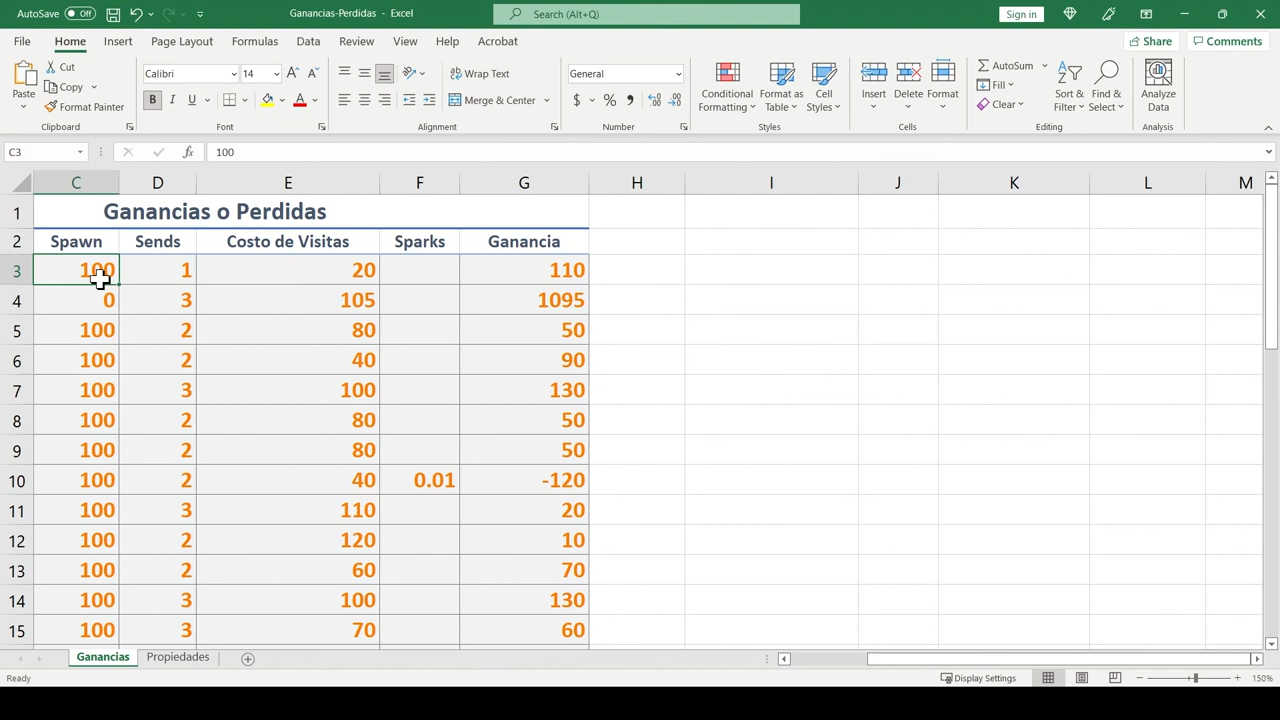 AutoSave Off Ganancias-Perdidas - Excel Search (Alt+Q) Sign in
File Home Insert Draw Page Layout Formulas Data Review View Help Acrobat Share Comments
Paste Cut Copy Format Painter Calibri 14 A A B I U A Wrap Text Merge & Center General $ % 9 Conditional Formatting Format as Table Cell Styles Insert Delete Format AutoSum Fill Clear Sort & Filter Find & Select Analyze Data
Clipboard Font Alignment Number Styles Cells Editing Analysis
C3 fx 100
C D E F G H I J K L M
1 Ganancias o Perdidas
2 Spawn Sends Costo de Visitas Sparks Ganancia
3 100 1 20 110
4 0 3 105 1095
5 100 2 80 50
6 100 2 40 90
7 100 3 100 130
8 100 2 80 50
9 100 2 80 50
10 100 2 40 0.01 -120
11 100 3 110 20
12 100 2 120 10
13 100 2 60 70
14 100 3 100 130
15 100 3 70 60
Ganancias Propiedades
Ready Display Settings 150%